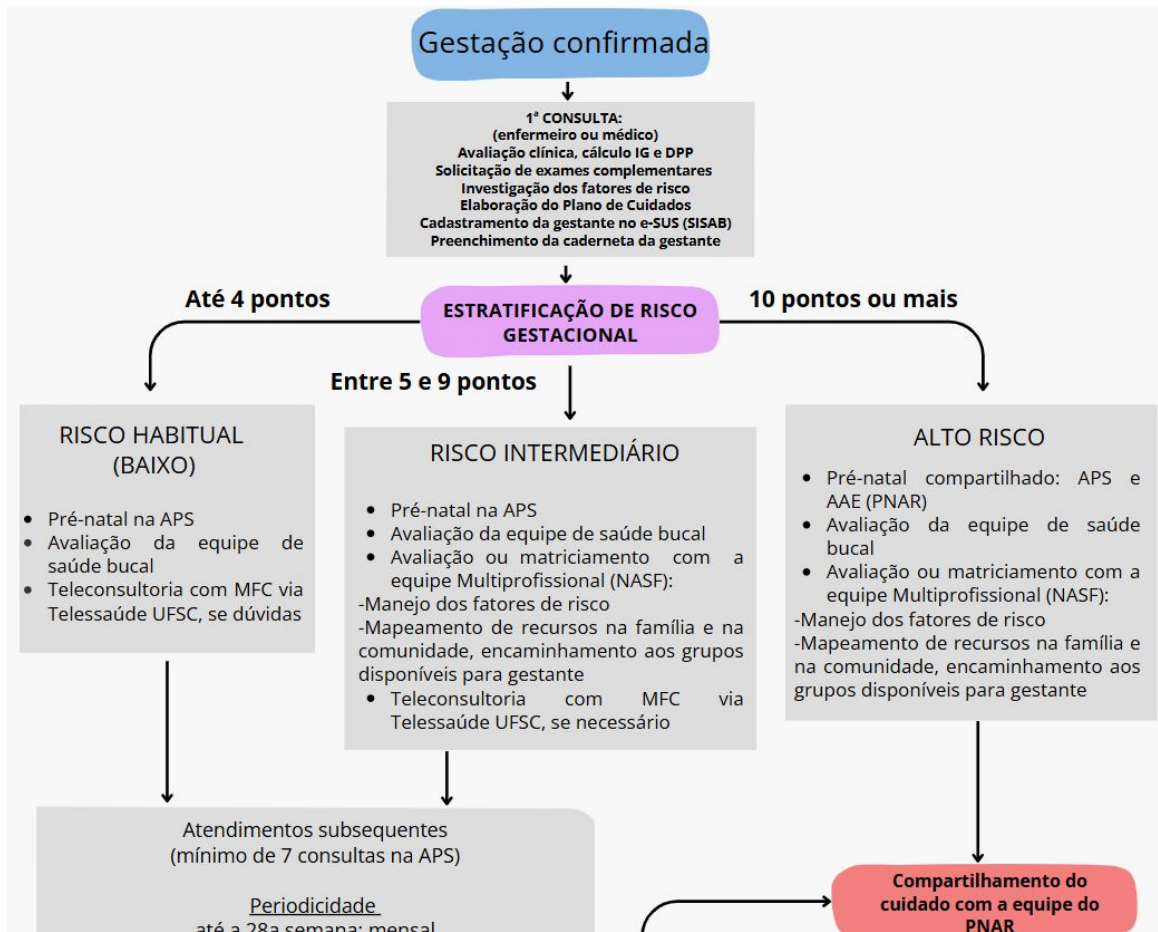 Gestação confirmada
1ª CONSULTA:
(enfermeiro ou médico)
Avaliação clínica, cálculo IG e DPP
Solicitação de exames complementares
Investigação dos fatores de risco
Elaboração do Plano de Cuidados
Cadastramento da gestante no e-SUS (SISAB)
Preenchimento da caderneta da gestante
ESTRATIFICAÇÃO DE RISCO
GESTACIONAL
Até 4 pontos
RISCO HABITUAL
(BAIXO)
• Pré-natal na APS
• Avaliação da equipe de
saúde bucal
• Teleconsultoria com MFC via
Telessaúde UFSC, se dúvidas
Entre 5 e 9 pontos
RISCO INTERMEDIÁRIO
• Pré-natal na APS
• Avaliação da equipe de saúde bucal
• Avaliação ou matriciamento com a
equipe Multiprofissional (NASF):
-Manejo dos fatores de risco
-Mapeamento de recursos na família e na
comunidade, encaminhamento aos grupos
disponíveis para gestante
• Teleconsultoria com MFC via
Telessaúde UFSC, se necessário
10 pontos ou mais
ALTO RISCO
• Pré-natal compartilhado: APS e
AAE (PNAR)
• Avaliação da equipe de saúde
bucal
• Avaliação ou matriciamento com a
equipe Multiprofissional (NASF):
-Manejo dos fatores de risco
-Mapeamento de recursos na família e
na comunidade, encaminhamento aos
grupos disponíveis para gestante
Atendimentos subsequentes
(mínimo de 7 consultas na APS)
Periodicidade
até a 28a semana: mensal
Compartilhamento do
cuidado com a equipe do
PNAR